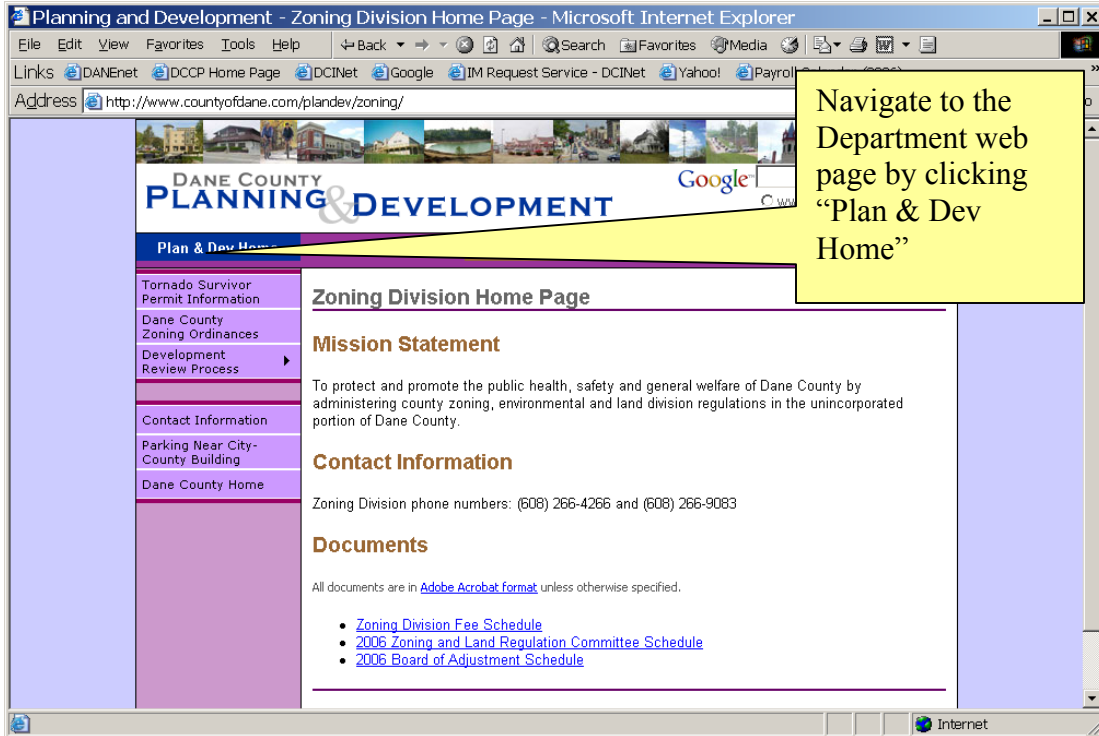 Planning and Development - Zoning Division Home Page - Microsoft Internet Explorer
File Edit View Favorites Tools Help Back Search Favorites Media
Links DANEnet DCCP Home Page DCINet Google IM Request Service - DCINet Yahoo! Payroll
Address http://www.countyofdane.com/plandev/zoning/
Navigate to the
Department web
page by clicking
“Plan & Dev
Home”
DANE COUNTY
PLANNING & DEVELOPMENT
Google
Plan & Dev Home
Tornado Survivor
Permit Information
Dane County
Zoning Ordinances
Development
Review Process
Contact Information
Parking Near City-
County Building
Dane County Home
Zoning Division Home Page
Mission Statement
To protect and promote the public health, safety and general welfare of Dane County by
administering county zoning, environmental and land division regulations in the unincorporated
portion of Dane County.
Contact Information
Zoning Division phone numbers: (608) 266-4266 and (608) 266-9083
Documents
All documents are in Adobe Acrobat format unless otherwise specified.
Zoning Division Fee Schedule
2006 Zoning and Land Regulation Committee Schedule
2006 Board of Adjustment Schedule
Internet